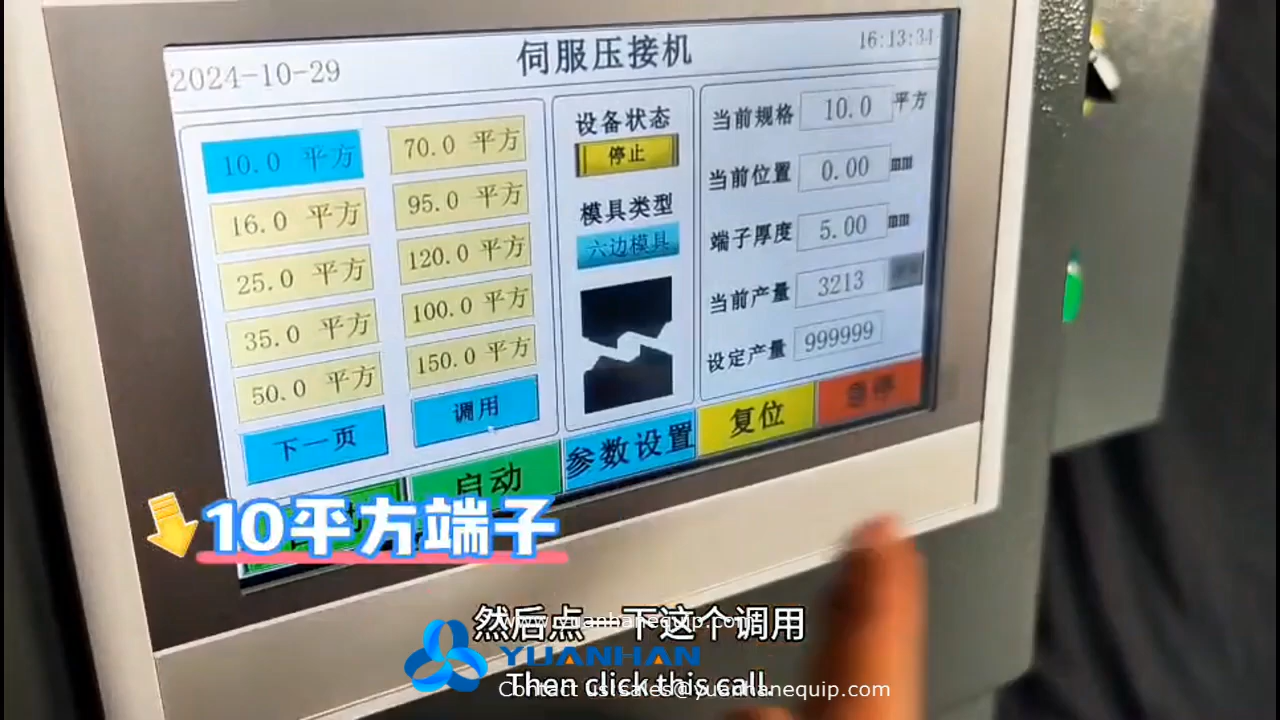 2024-10-29
伺服压接机
16:13:34
10.0 平方
16.0 平方
25.0 平方
35.0 平方
50.0 平方
下一页
70.0 平方
95.0 平方
120.0 平方
100.0 平方
150.0 平方
调用
设备状态
停止
模具类型
六边模具
当前规格 10.0 平方
当前位置 0.00 mm
端子厚度 5.00 mm
当前产量 3213
设定产量 999999
启动
参数设置
复位
急停
10平方端子
然后点一下这个调用
www.yuanhanequip.com
YUANHAN
Then click this call.
Contact us:sales@yuanhanequip.com